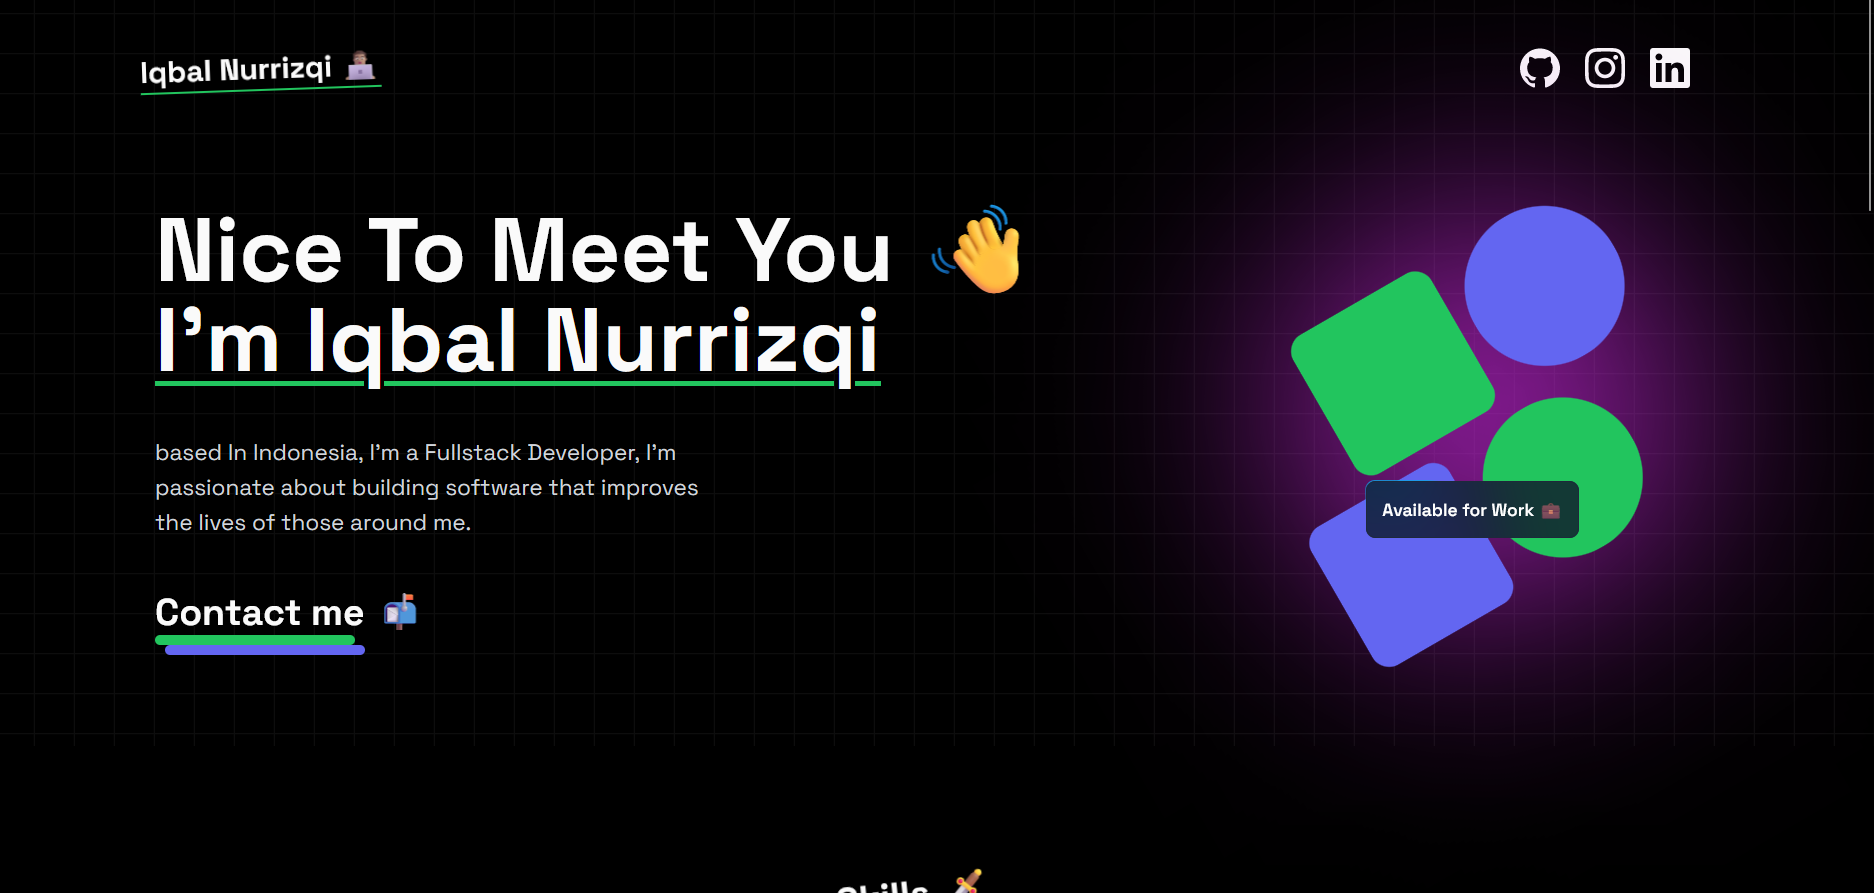 Iqbal Nurrizqi
Nice To Meet You
I'm Iqbal Nurrizqi
based In Indonesia, I'm a Fullstack Developer, I'm
passionate about building software that improves
the lives of those around me.
Available for Work
Contact me
Skills